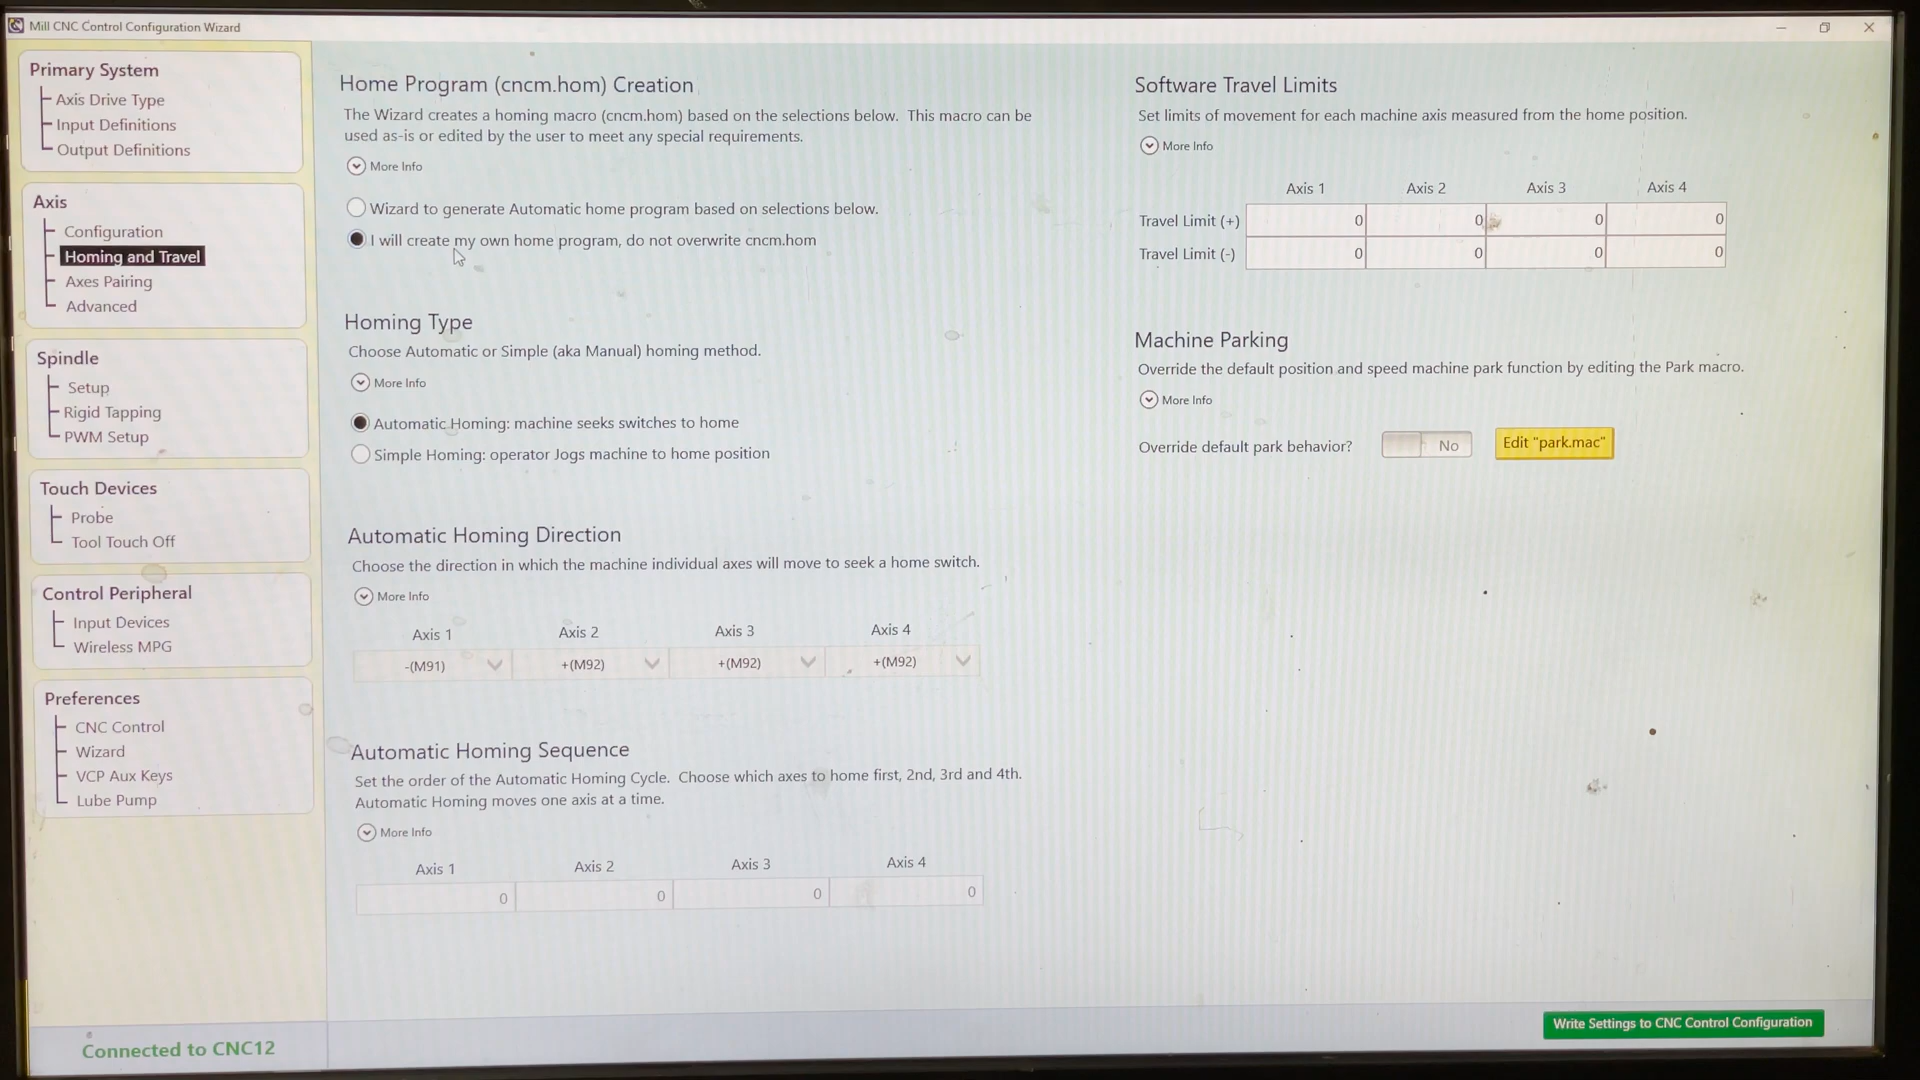 Mill CNC Control Configuration Wizard
Primary System
Axis Drive Type
Input Definitions
Output Definitions
Axis
Configuration
Homing and Travel
Axes Pairing
Advanced
Spindle
Setup
Rigid Tapping
PWM Setup
Touch Devices
Probe
Tool Touch Off
Control Peripheral
Input Devices
Wireless MPG
Preferences
CNC Control
Wizard
VCP Aux Keys
Lube Pump
Connected to CNC12
Home Program (cncm.hom) Creation
The Wizard creates a homing macro (cncm.hom) based on the selections below. This macro can be
used as-is or edited by the user to meet any special requirements.
More Info
Wizard to generate Automatic home program based on selections below.
I will create my own home program, do not overwrite cncm.hom
Homing Type
Choose Automatic or Simple (aka Manual) homing method.
More Info
Automatic Homing: machine seeks switches to home
Simple Homing: operator Jogs machine to home position
Automatic Homing Direction
Choose the direction in which the machine individual axes will move to seek a home switch.
More Info
Axis 1 Axis 2 Axis 3 Axis 4
-(M91) +(M92) +(M92) +(M92)
Automatic Homing Sequence
Set the order of the Automatic Homing Cycle. Choose which axes to home first, 2nd, 3rd and 4th.
Automatic Homing moves one axis at a time.
More Info
Axis 1 Axis 2 Axis 3 Axis 4
0 0 0 0
Software Travel Limits
Set limits of movement for each machine axis measured from the home position.
More Info
Axis 1 Axis 2 Axis 3 Axis 4
Travel Limit (+) 0 0 0 0
Travel Limit (-) 0 0 0 0
Machine Parking
Override the default position and speed machine park function by editing the Park macro.
More Info
Override default park behavior? No Edit "park.mac"
Write Settings to CNC Control Configuration